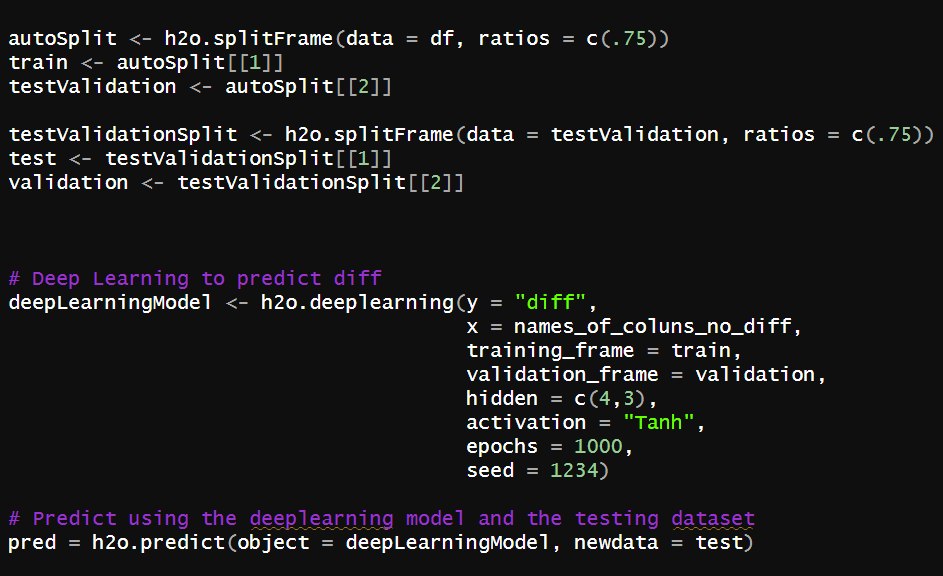 autoSplit <- h2o.splitFrame(data = df, ratios = c(.75))
train <- autoSplit[[1]]
testValidation <- autoSplit[[2]]
testValidationSplit <- h2o.splitFrame(data = testValidation, ratios = c(.75))
test <- testValidationSplit[[1]]
validation <- testValidationSplit[[2]]
# Deep Learning to predict diff
deepLearningModel <- h2o.deeplearning(y = "diff",
x = names_of_coluns_no_diff,
training_frame = train,
validation_frame = validation,
hidden = c(4,3),
activation = "Tanh",
epochs = 1000,
seed = 1234)
# Predict using the deeplearning model and the testing dataset
pred = h2o.predict(object = deepLearningModel, newdata = test)